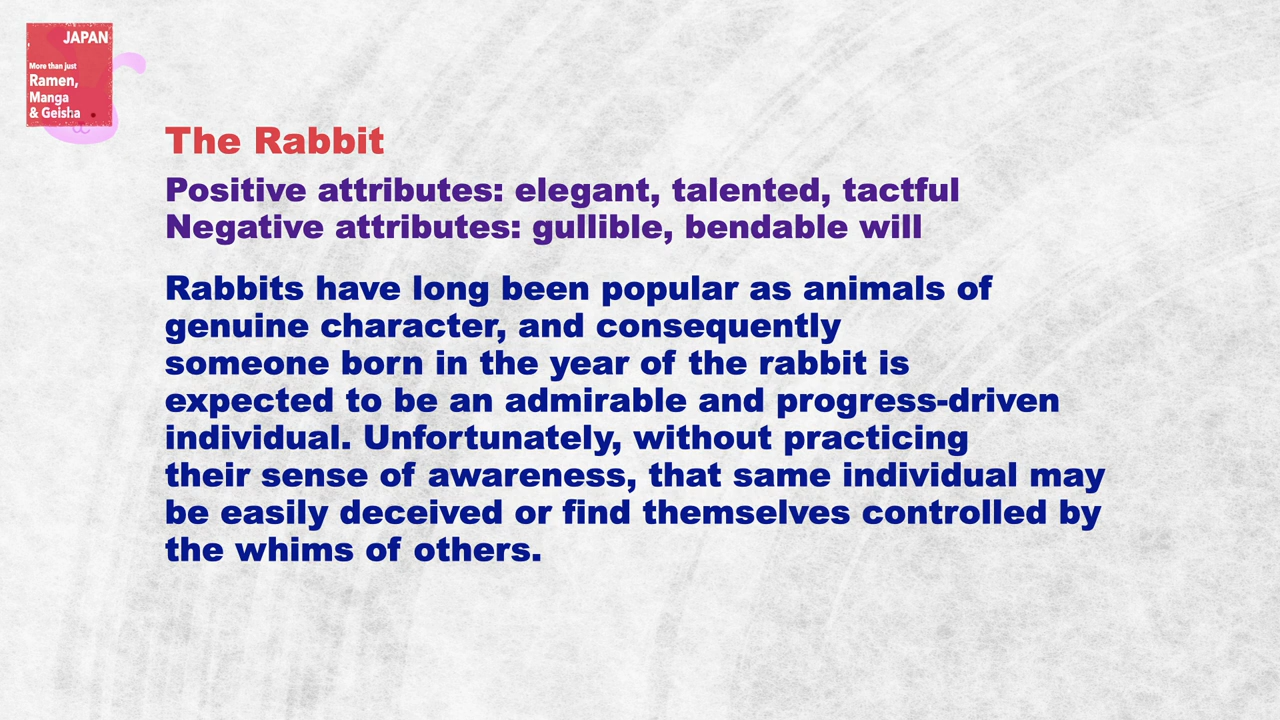 JAPAN
More than just
Ramen,
Manga
& Geisha
The Rabbit
Positive attributes: elegant, talented, tactful
Negative attributes: gullible, bendable will
Rabbits have long been popular as animals of
genuine character, and consequently
someone born in the year of the rabbit is
expected to be an admirable and progress-driven
individual. Unfortunately, without practicing
their sense of awareness, that same individual may
be easily deceived or find themselves controlled by
the whims of others.